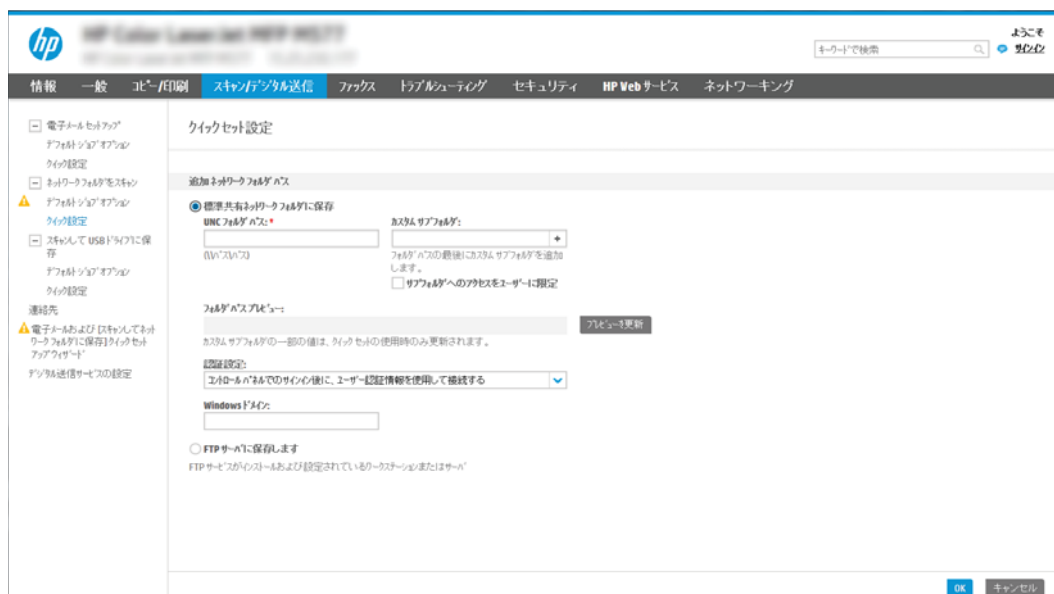 hp
HP Color LaserJet MFP M577
ようこそ
キーワードで検索
サインイン
情報 一般 コピー/印刷 スキャン/デジタル送信 ファックス トラブルシューティング セキュリティ HP Web サービス ネットワーキング
電子メール セットアップ
デフォルト ジョブ オプション
クイック設定
ネットワーク フォルダをスキャン
デフォルト ジョブ オプション
クイック設定
スキャンして USB ドライブに保
存
デフォルト ジョブ オプション
クイック設定
連絡先
電子メールおよび [スキャンしてネット
ワーク フォルダに保存] クイック セット
アップ ウィザード
デジタル送信サービスの設定
クイック セット設定
追加ネットワーク フォルダ パス
標準共有ネットワーク フォルダに保存
UNC フォルダ パス: *
(\\パス\パス)
カスタム サブフォルダ:
フォルダ パスの最後にカスタム サブフォルダを追加
します。
サブフォルダへのアクセスをユーザーに限定
フォルダ パス プレビュー:
プレビューを更新
カスタム サブフォルダの一部の値は、クイック セットの使用時のみ更新されます。
認証設定:
コントロール パネルでのサインイン後に、ユーザー認証情報を使用して接続する
Windows ドメイン:
FTP サーバに保存します
FTP サービスがインストールおよび設定されているワークステーションまたはサーバ
OK キャンセル